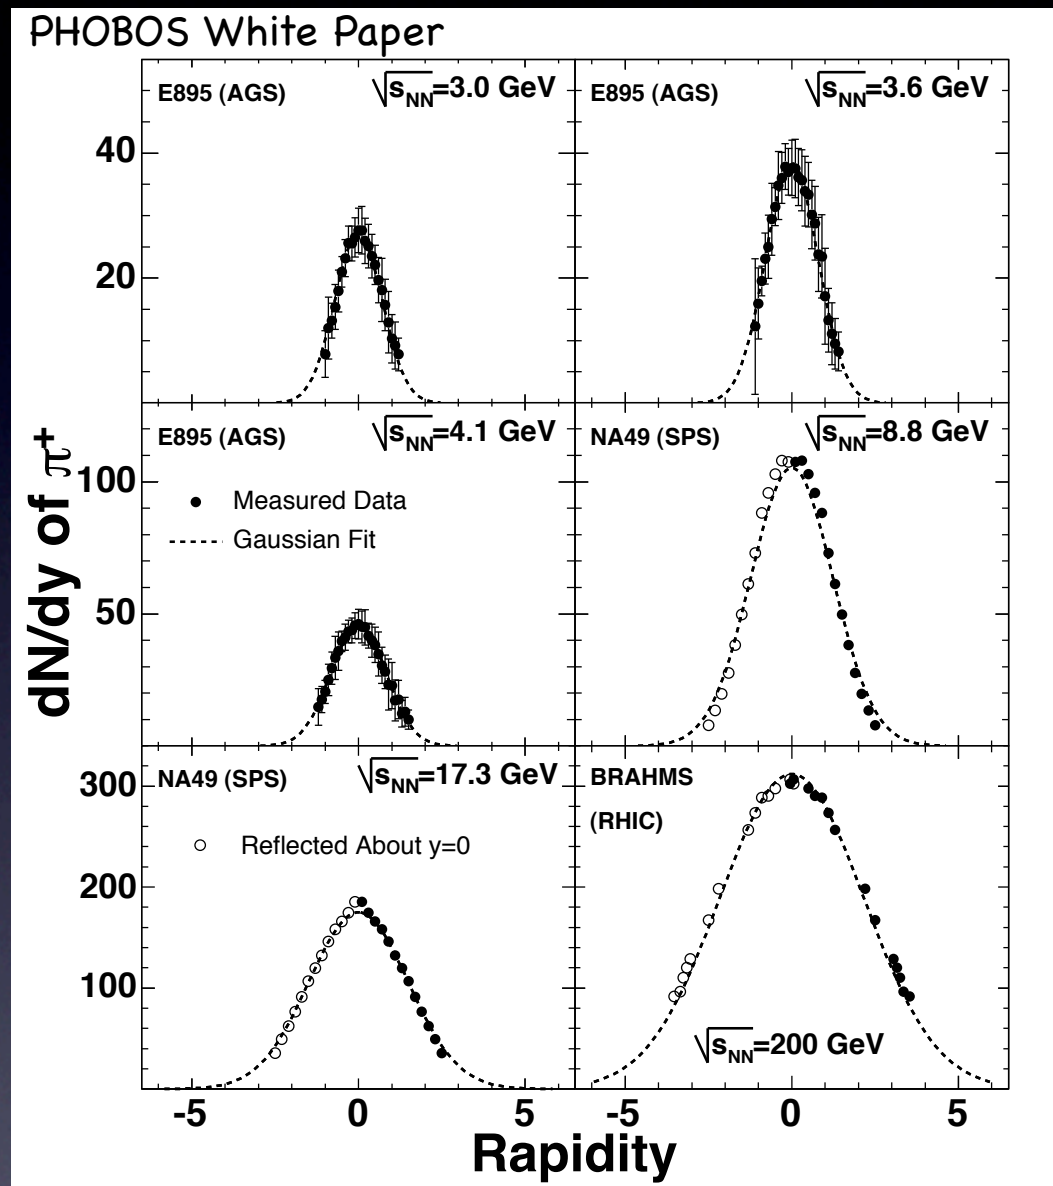 PHOBOS White Paper
E895 (AGS) √sNN=3.0 GeV
E895 (AGS) √sNN=3.6 GeV
40
20
E895 (AGS) √sNN=4.1 GeV
NA49 (SPS) √sNN=8.8 GeV
100
Measured Data
Gaussian Fit
50
dN/dy of π+
NA49 (SPS) √sNN=17.3 GeV
BRAHMS
(RHIC)
300
Reflected About y=0
200
100
√sNN=200 GeV
-5 0 5 -5 0 5
Rapidity